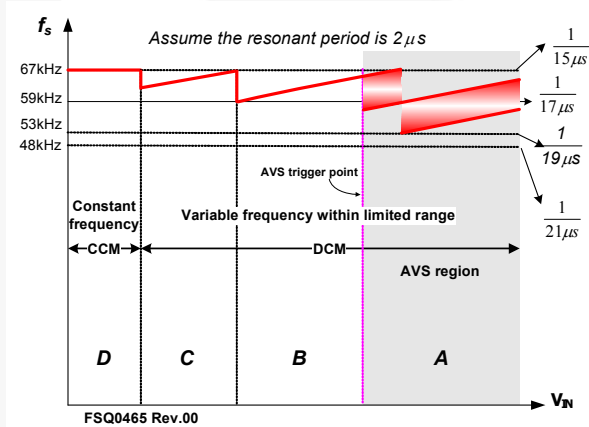 fs
Assume the resonant period is 2μs
67kHz
59kHz
53kHz
48kHz
1
15μs
1
17μs
1
19μs
1
21μs
AVS trigger point
Constant
frequency
Variable frequency within limited range
CCM
DCM
AVS region
D
C
B
A
VIN
FSQ0465 Rev.00